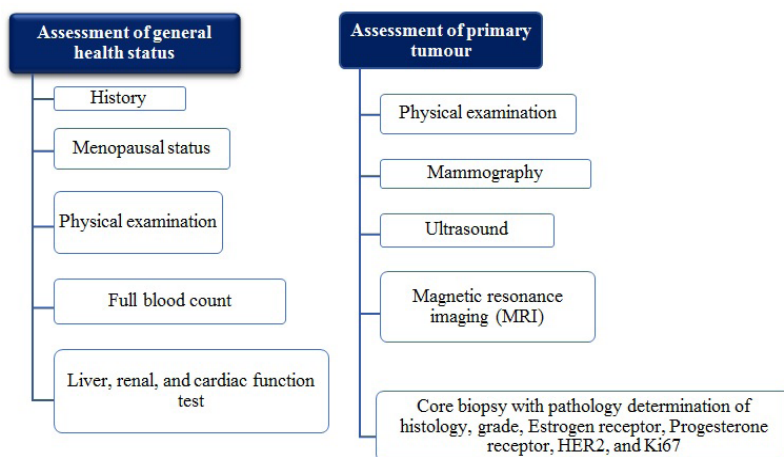 Assessment of general
health status
History
Menopausal status
Physical examination
Full blood count
Liver, renal, and cardiac function
test
Assessment of primary
tumour
Physical examination
Mammography
Ultrasound
Magnetic resonance
imaging (MRI)
Core biopsy with pathology determination of
histology, grade, Estrogen receptor, Progesterone
receptor, HER2, and Ki67